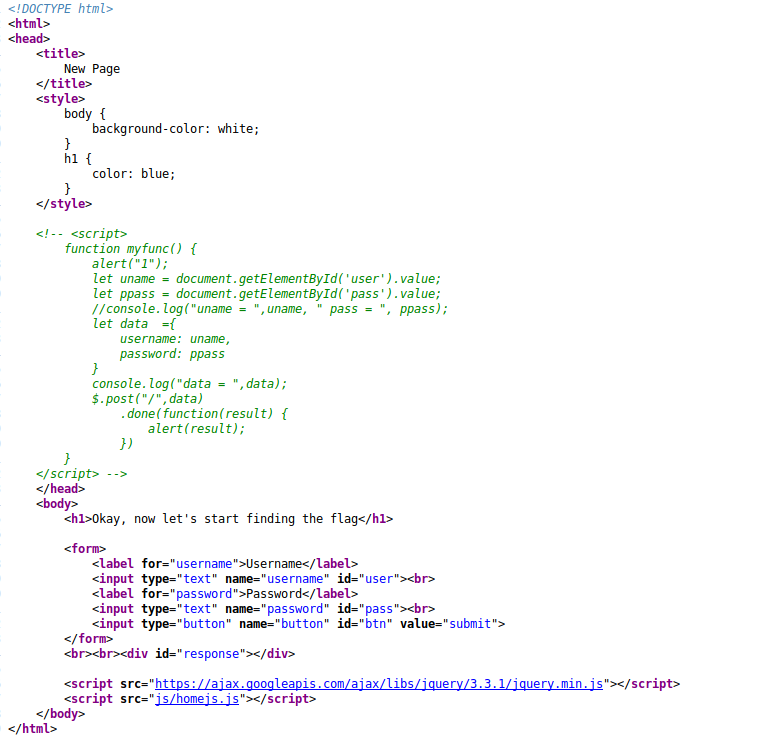 <!DOCTYPE html>
<html>
<head>
    <title>
        New Page
    </title>
    <style>
        body {
            background-color: white;
        }
        h1 {
            color: blue;
        }
    </style>

    <!-- <script>
        function myfunc() {
            alert("1");
            let uname = document.getElementById('user').value;
            let ppass = document.getElementById('pass').value;
            //console.log("uname = ",uname, " pass = ", ppass);
            let data  ={
                username: uname,
                password: ppass
            }
            console.log("data = ",data);
            $.post("/",data)
                .done(function(result) {
                    alert(result);
                })
        }
    </script> -->
    </head>
    <body>
        <h1>Okay, now let's start finding the flag</h1>

        <form>
            <label for="username">Username</label>
            <input type="text" name="username" id="user"><br>
            <label for="password">Password</label>
            <input type="text" name="password" id="pass"><br>
            <input type="button" name="button" id="btn" value="submit">
        </form>
        <br><br><div id="response"></div>

        <script src="https://ajax.googleapis.com/ajax/libs/jquery/3.3.1/jquery.min.js"></script>
        <script src="js/homejs.js"></script>
    </body>
</html>